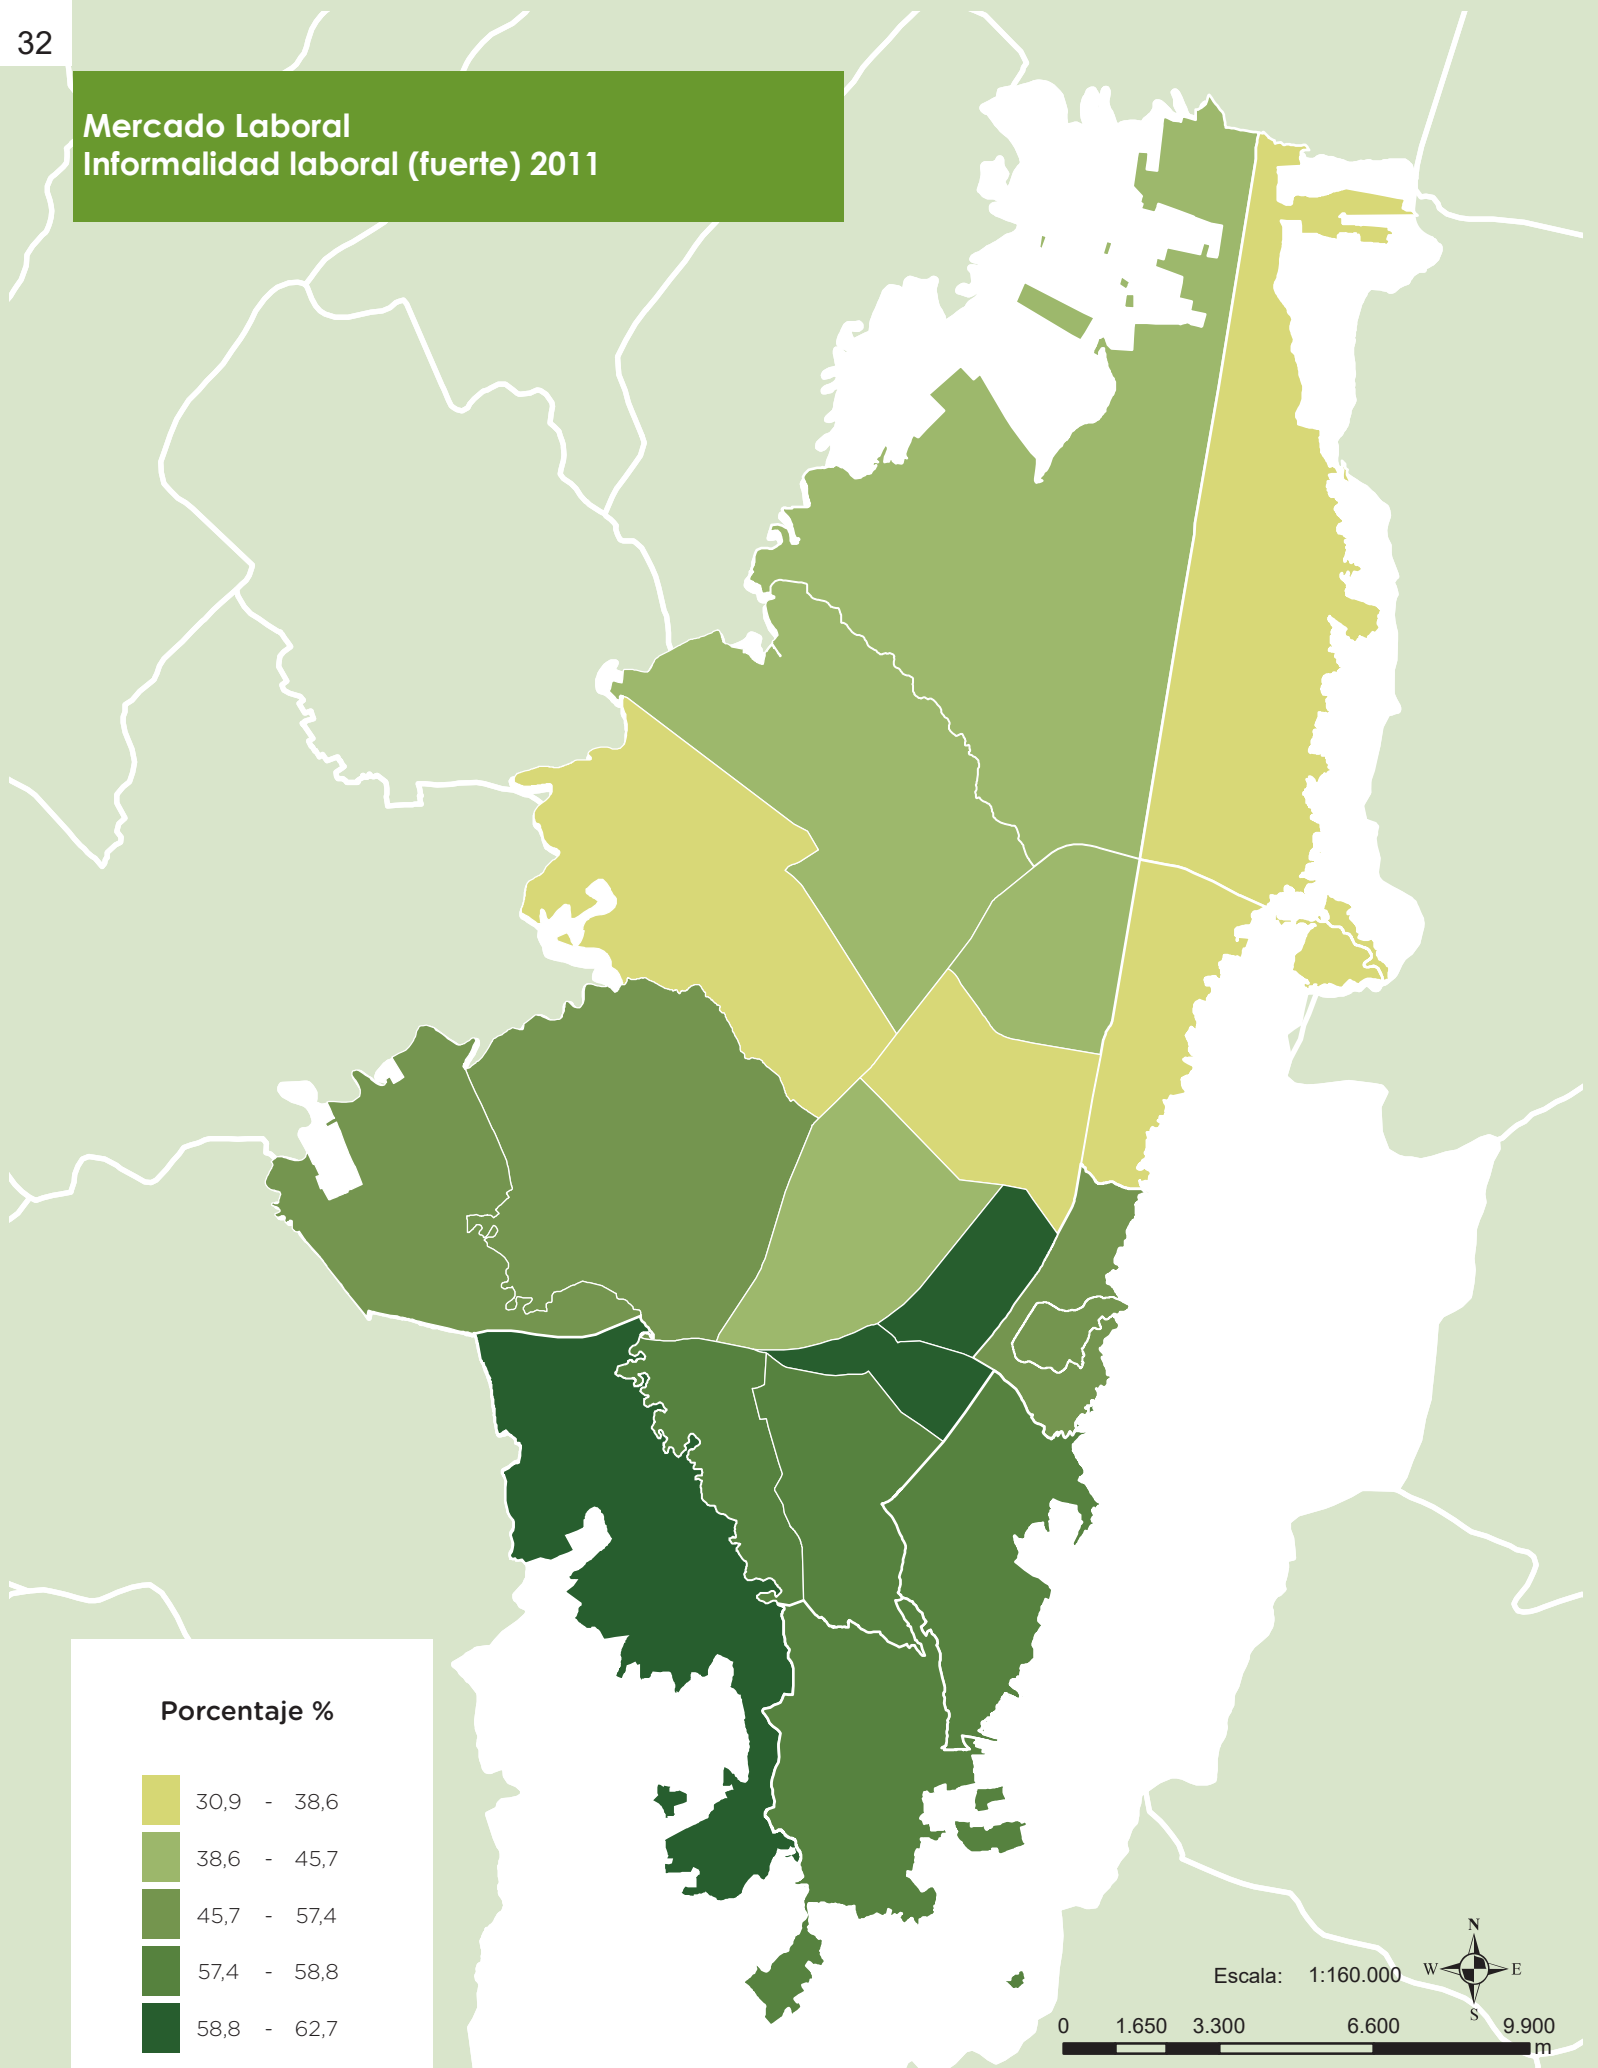 32
Mercado Laboral
Informalidad laboral (fuerte) 2011
Porcentaje %
30,9 - 38,6
38,6 - 45,7
45,7 - 57,4
57,4 - 58,8
58,8 - 62,7
Escala: 1:160.000
N
W E
S
0 1.650 3.300 6.600 9.900
m